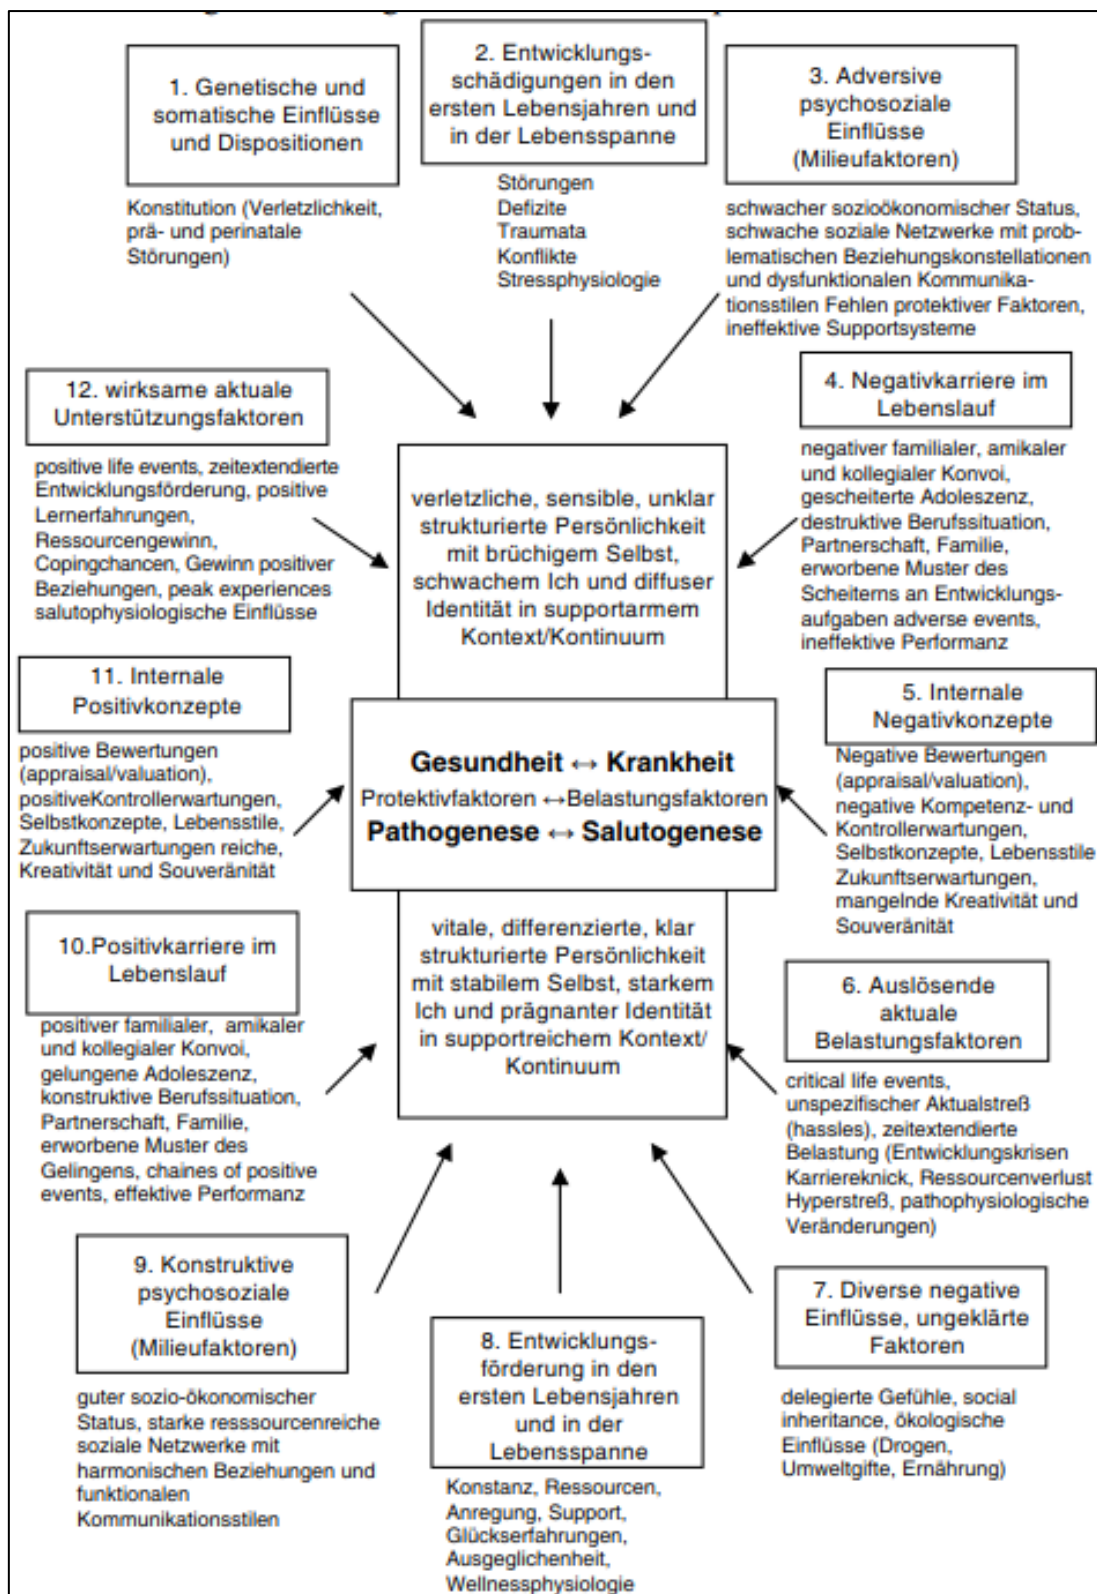 1. Genetische und
somatische Einflüsse
und Dispositionen
Konstitution (Verletzlichkeit,
prä- und perinatale
Störungen)
2. Entwicklungs-
schädigungen in den
ersten Lebensjahren und
in der Lebensspanne
Störungen
Defizite
Traumata
Konflikte
Stressphysiologie
3. Adversive
psychosoziale
Einflüsse
(Milieufaktoren)
schwacher sozioökonomischer Status,
schwache soziale Netzwerke mit prob-
lematischen Beziehungskonstellationen
und dysfunktionalen Kommunika-
tionsstilen Fehlen protektiver Faktoren,
ineffektive Supportsysteme
12. wirksame aktuale
Unterstützungsfaktoren
positive life events, zeitextendierte
Entwicklungsförderung, positive
Lernerfahrungen,
Ressourcengewinn,
Copingchancen, Gewinn positiver
Beziehungen, peak experiences
salutophysiologische Einflüsse
verletzliche, sensible, unklar
strukturierte Persönlichkeit
mit brüchigem Selbst,
schwachem Ich und diffuser
Identität in supportarmem
Kontext/Kontinuum
4. Negativkarriere im
Lebenslauf
negativer familialer, amikaler
und kollegialer Konvoi,
gescheiterte Adoleszenz,
destruktive Berufssituation,
Partnerschaft, Familie,
erworbene Muster des
Scheiterns an Entwicklungs-
aufgaben adverse events,
ineffektive Performanz
11. Internale
Positivkonzepte
positive Bewertungen
(appraisal/valuation),
positiveKontrollerwartungen,
Selbstkonzepte, Lebensstile,
Zukunftserwartungen reiche,
Kreativität und Souveränität
Gesundheit ↔ Krankheit
Protektivfaktoren ↔Belastungsfaktoren
Pathogenese ↔ Salutogenese
5. Internale
Negativkonzepte
Negative Bewertungen
(appraisal/valuation),
negative Kompetenz- und
Kontrollerwartungen,
Selbstkonzepte, Lebensstile
Zukunftserwartungen,
mangelnde Kreativität und
Souveränität
10.Positivkarriere im
Lebenslauf
positiver familialer, amikaler
und kollegialer Konvoi,
gelungene Adoleszenz,
konstruktive Berufssituation,
Partnerschaft, Familie,
erworbene Muster des
Gelingens, chaines of positive
events, effektive Performanz
vitale, differenzierte, klar
strukturierte Persönlichkeit
mit stabilem Selbst, starkem
Ich und prägnanter Identität
in supportreichem Kontext/
Kontinuum
6. Auslösende
aktuale
Belastungsfaktoren
critical life events,
unspezifischer Aktualstreß
(hassles), zeitextendierte
Belastung (Entwicklungskrisen
Karriereknick, Ressourcenverlust
Hyperstreß, pathophysiologische
Veränderungen)
9. Konstruktive
psychosoziale
Einflüsse
(Milieufaktoren)
guter sozio-ökonomischer
Status, starke resssourcenreiche
soziale Netzwerke mit
harmonischen Beziehungen und
funktionalen
Kommunikationsstilen
8. Entwicklungs-
förderung in den
ersten Lebensjahren
und in der
Lebensspanne
Konstanz, Ressourcen,
Anregung, Support,
Glückserfahrungen,
Ausgeglichenheit,
Wellnessphysiologie
7. Diverse negative
Einflüsse, ungeklärte
Faktoren
delegierte Gefühle, social
inheritance, ökologische
Einflüsse (Drogen,
Umweltgifte, Ernährung)